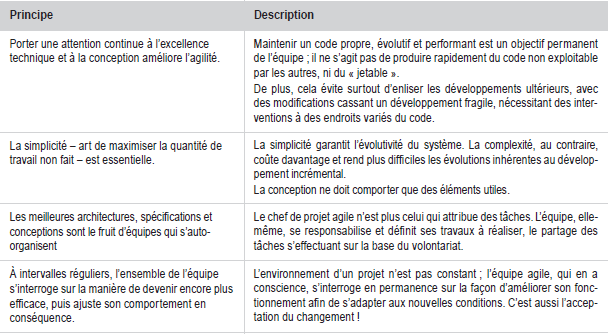 Principe
Description
Porter une attention continue à l'excellence
technique et à la conception améliore l'agilité.
Maintenir un code propre, évolutif et performant est un objectif permanent
de l'équipe ; il ne s'agit pas de produire rapidement du code non exploitable
par les autres, ni du « jetable ».
De plus, cela évite surtout d'enliser les développements ultérieurs, avec
des modifications cassant un développement fragile, nécessitant des inter-
ventions à des endroits variés du code.
La simplicité – art de maximiser la quantité de
travail non fait – est essentielle.
La simplicité garantit l'évolutivité du système. La complexité, au contraire,
coûte davantage et rend plus difficiles les évolutions inhérentes au dévelop-
pement incrémental.
La conception ne doit comporter que des éléments utiles.
Les meilleures architectures, spécifications et
conceptions sont le fruit d'équipes qui s'auto-
organisent
Le chef de projet agile n'est plus celui qui attribue des tâches. L'équipe, elle-
même, se responsabilise et définit ses travaux à réaliser, le partage des
tâches s'effectuant sur la base du volontariat.
À intervalles réguliers, l'ensemble de l'équipe
s'interroge sur la manière de devenir encore plus
efficace, puis ajuste son comportement en
conséquence.
L'environnement d'un projet n'est pas constant ; l'équipe agile, qui en a
conscience, s'interroge en permanence sur la façon d'améliorer son fonc-
tionnement afin de s'adapter aux nouvelles conditions. C'est aussi l'accep-
tation du changement !